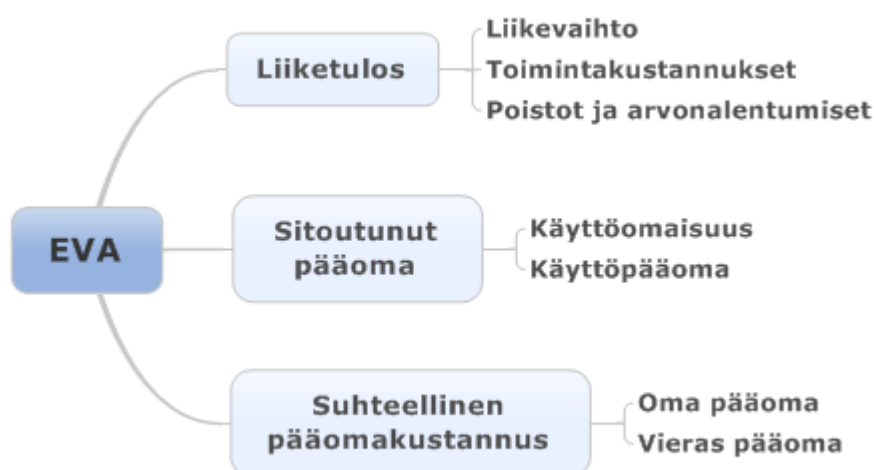 EVA
Liiketulos
Liikevaihto
Toimintakustannukset
Poistot ja arvonalentumiset
Sitoutunut
pääoma
Käyttöomaisuus
Käyttöpääoma
Suhteellinen
pääomakustannus
Oma pääoma
Vieras pääoma